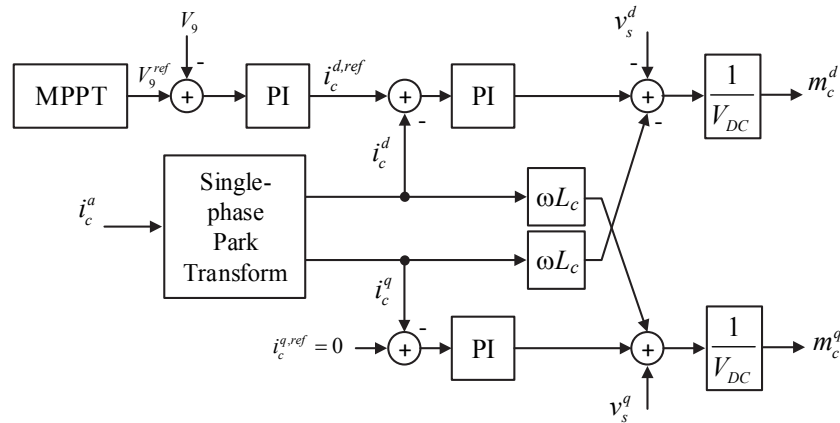 V_9
-
MPPT
V_9^{ref}
+
PI
i_c^{d,ref}
+
-
PI
v_s^d
-
+
-
1
V_{DC}
m_c^d
i_c^d
i_c^a
Single-
phase
Park
Transform
ωL_c
ωL_c
i_c^q
-
i_c^{q,ref} = 0
+
PI
+
v_s^q
1
V_{DC}
m_c^q